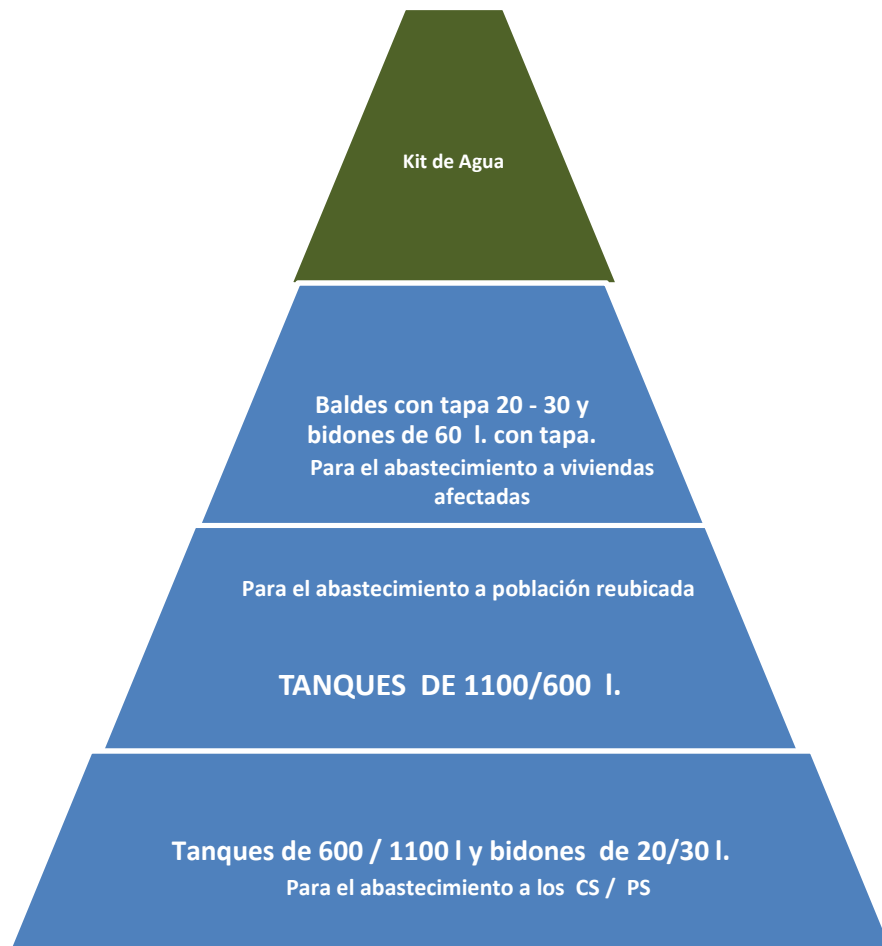 Kit de Agua
Baldes con tapa 20 - 30 y
bidones de 60 l. con tapa.
Para el abastecimiento a viviendas
afectadas
Para el abastecimiento a población reubicada
TANQUES DE 1100/600 l.
Tanques de 600 / 1100 l y bidones de 20/30 l.
Para el abastecimiento a los CS / PS